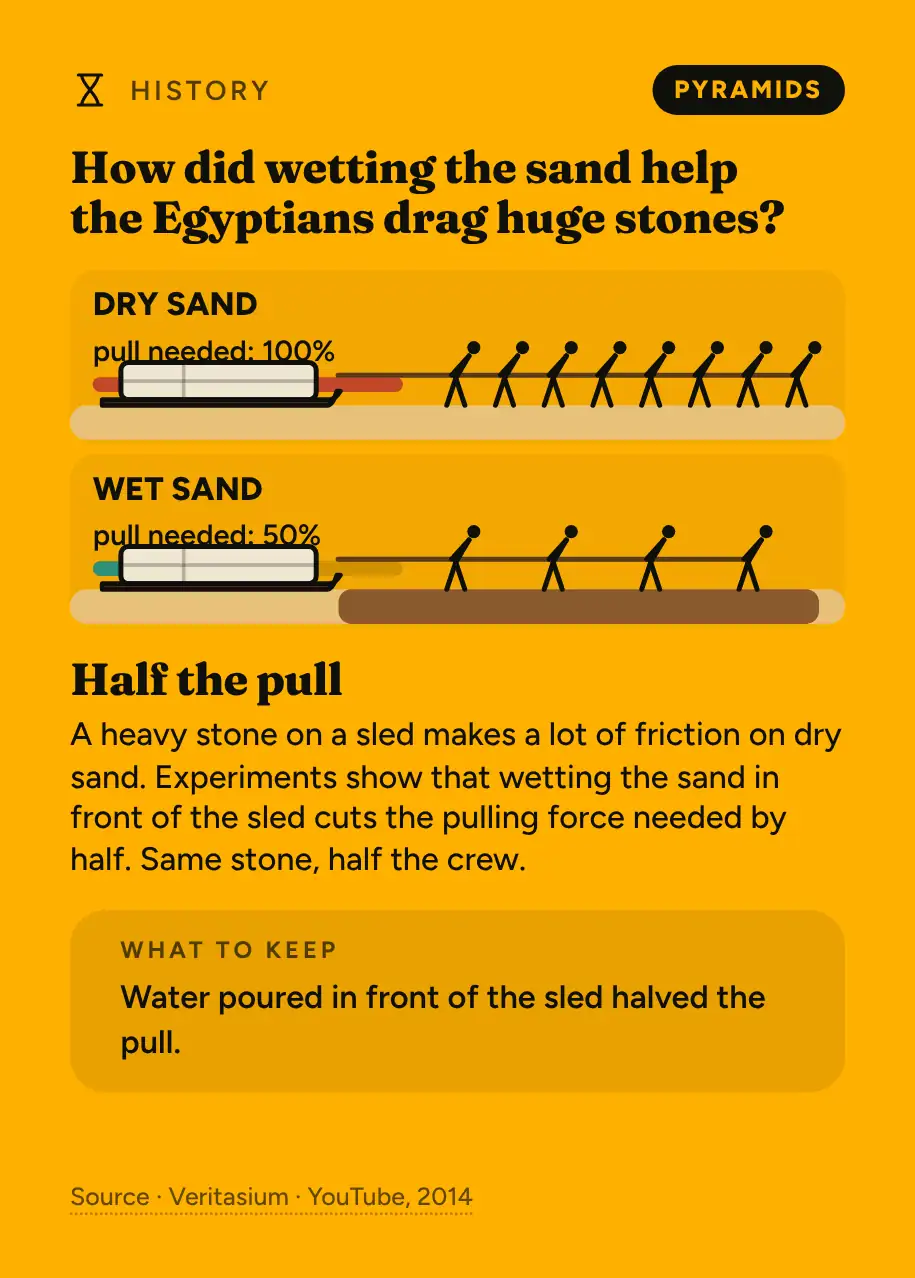 HISTORY
PYRAMIDS
How did wetting the sand help
the Egyptians drag huge stones?
DRY SAND
pull needed: 100%
WET SAND
pull needed: 50%
Half the pull
A heavy stone on a sled makes a lot of friction on dry
sand. Experiments show that wetting the sand in
front of the sled cuts the pulling force needed by
half. Same stone, half the crew.
WHAT TO KEEP
Water poured in front of the sled halved the
pull.
Source · Veritasium · YouTube, 2014